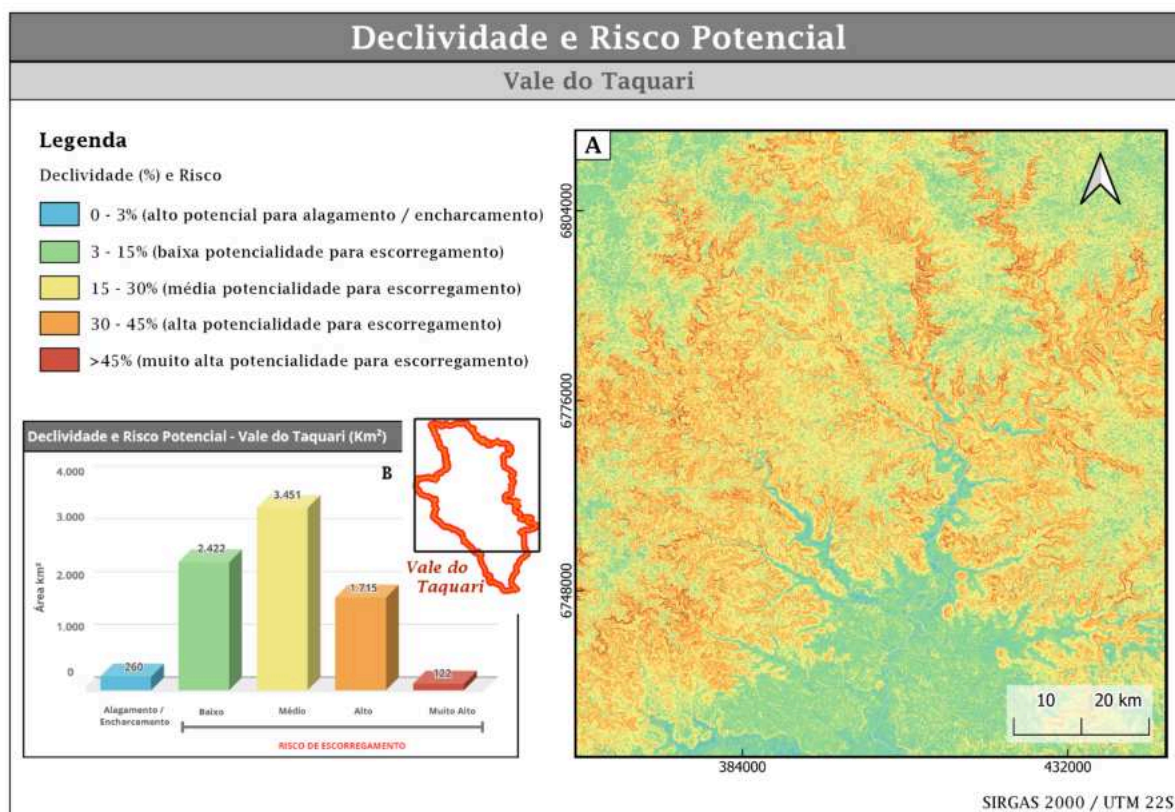 Declividade e Risco Potencial
Vale do Taquari
Legenda
Declividade (%) e Risco
0 - 3% (alto potencial para alagamento / encharcamento)
3 - 15% (baixa potencialidade para escorregamento)
15 - 30% (média potencialidade para escorregamento)
30 - 45% (alta potencialidade para escorregamento)
>45% (muito alta potencialidade para escorregamento)
Declividade e Risco Potencial - Vale do Taquari (Km²)
B
4.000
3.000
2.000
1.000
0
Área km²
260
2.422
3.451
1.715
122
Alagamento /
Encharcamento
Baixo
Médio
Alto
Muito Alto
RISCO DE ESCORREGAMENTO
Vale do
Taquari
A
6804000
6776000
6748000
10
20 km
384000
432000
SIRGAS 2000 / UTM 22S